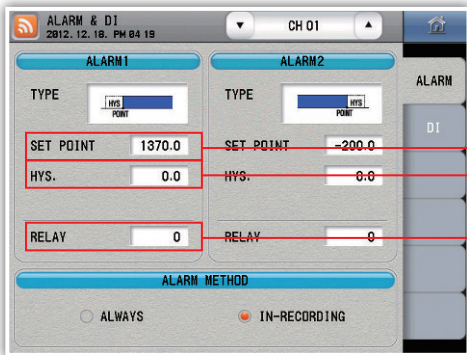 ALARM & DI
2012. 12. 18. PM 04 19
CH 01
ALARM
DI
ALARM1
TYPE
HYS
POINT
SET POINT 1370.0
HYS. 0.0
RELAY 0
ALARM2
TYPE
HYS
POINT
SET POINT -200.0
HYS. 0.0
RELAY 0
ALARM METHOD
ALWAYS
IN-RECORDING